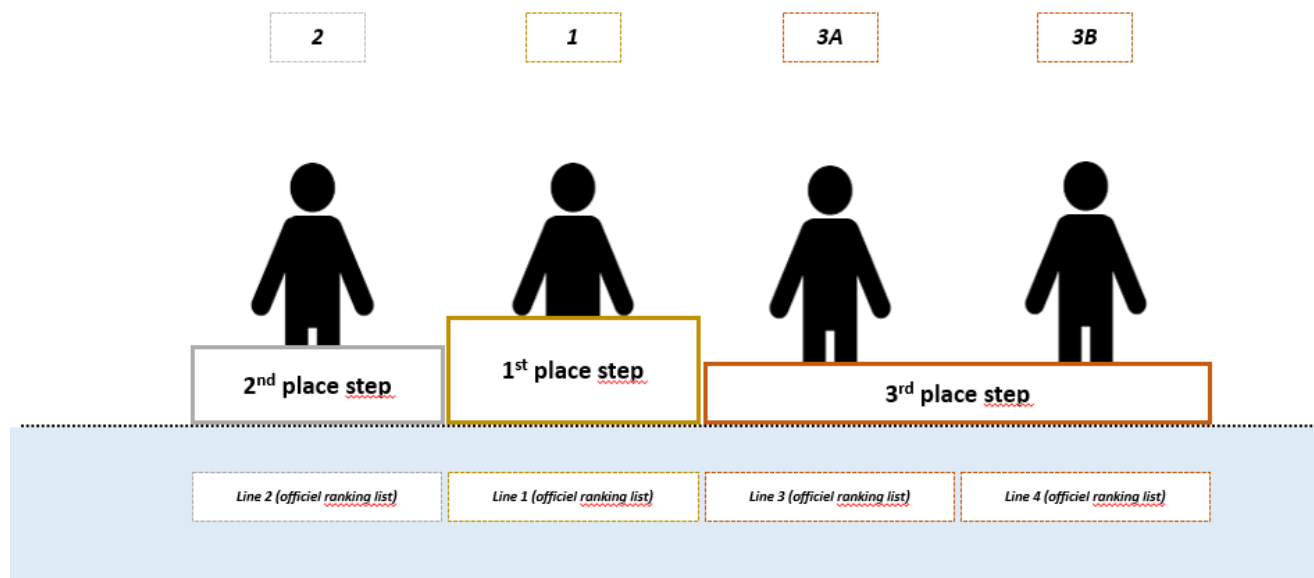 2
1
3A
3B
2nd place step
1st place step
3rd place step
Line 2 (officiel ranking list)
Line 1 (officiel ranking list)
Line 3 (officiel ranking list)
Line 4 (officiel ranking list)